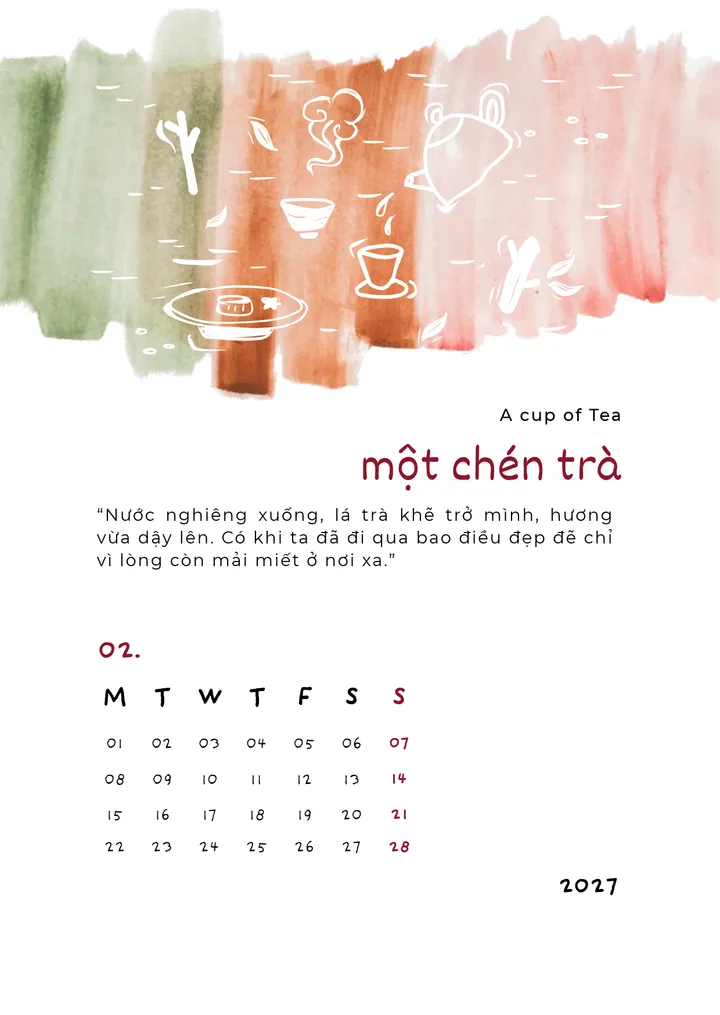 A cup of Tea
một chén trà
“Nước nghiêng xuống, lá trà khẽ trở mình, hương
vừa dậy lên. Có khi ta đã đi qua bao điều đẹp đẽ chỉ
vì lòng còn mải miết ở nơi xa.”
02.
M T W T F S S
01 02 03 04 05 06 07
08 09 10 11 12 13 14
15 16 17 18 19 20 21
22 23 24 25 26 27 28
2027